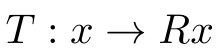 T : x → Rx